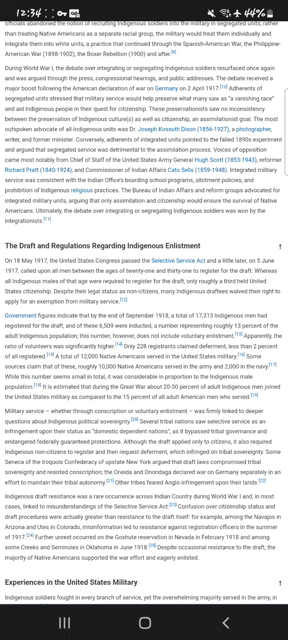 12:34
44%
officials abandoned the notion of recruiting Indigenous soldiers into the military in segregated units, rather
than treating Native Americans as a separate racial group, the military would treat them individually and
integrate them into white units, a practice that continued through the Spanish-American War, the Philippine-
American War (1898-1902), the Boxer Rebellion (1900) and after.[9]
During World War I, the debate over integrating or segregating Indigenous soldiers resurfaced once again
and was argued through the press, congressional hearings, and public addresses. The debate received a
major boost following the American declaration of war on Germany on 2 April 1917.[10] Adherents of
segregated units stressed that military service would help preserve what many saw as "a vanishing race"
and aid Indigenous people in their quest for citizenship. These preservationists saw no inconsistency
between the preservation of Indigenous culture(s) as well as citizenship, an assimilationist goal. The most
outspoken advocate of all-Indigenous units was Dr. Joseph Kossuth Dixon (1856-1927), a photographer,
writer, and former minister. Conversely, adherents of integrated units pointed to the failed 1890s experiment
and argued that segregated service was detrimental to the assimilation process. Voices of opposition
came most notably from Chief of Staff of the United States Army General Hugh Scott (1853-1943), reformer
Richard Pratt (1840-1924), and Commissioner of Indian Affairs Cato Sells (1859-1948). Integrated military
service was consistent with the Indian Office's boarding school programs, allotment policies, and
prohibition of Indigenous religious practices. The Bureau of Indian Affairs and reform groups advocated for
integrated military units, arguing that only assimilation and citizenship would ensure the survival of Native
Americans. Ultimately, the debate over integrating or segregating Indigenous soldiers was won by the
integrationists.[11]
The Draft and Regulations Regarding Indigenous Enlistment ↑
On 18 May 1917, the United States Congress passed the Selective Service Act and a little later, on 5 June
1917, called upon all men between the ages of twenty-one and thirty-one to register for the draft. Whereas
all Indigenous males of that age were required to register for the draft, only roughly a third held United
States citizenship. Despite their legal status as non-citizens, many Indigenous draftees waived their right to
apply for an exemption from military service.[12]
Government figures indicate that by the end of September 1918, a total of 17,313 Indigenous men had
registered for the draft, and of these 6,509 were inducted, a number representing roughly 13 percent of the
adult Indigenous population; this number, however, does not include voluntary enlistment.[13] Apparently, the
ratio of volunteers was significantly higher.[14] Only 228 registrants claimed deferment, less than 2 percent
of all registered.[15] A total of 12,000 Native Americans served in the United States military.[16] Some
sources claim that of these, roughly 10,000 Native Americans served in the army and 2,000 in the navy.[17]
While this number seems small in total, it was considerable in proportion to the Indigenous male
population.[18] It is estimated that during the Great War about 20-30 percent of adult Indigenous men joined
the United States military as compared to the 15 percent of all adult American men who served.[19]
Military service – whether through conscription or voluntary enlistment – was firmly linked to deeper
questions about Indigenous political sovereignty.[20] Several tribal nations saw selective service as an
infringement upon their status as "domestic dependent nations", as it bypassed tribal governance and
endangered federal guardianship protections. Although the draft applied only to citizens, it also required
Indigenous non-citizens to register and then request deferment, which infringed on tribal sovereignty. Some
Seneca of the Iroquois Confederacy of upstate New York argued that draft laws compromised tribal
sovereignty and resisted conscription; the Oneida and Onondaga declared war on Germany separately in an
effort to maintain their tribal autonomy.[21] Other tribes feared Anglo infringement upon their lands.[22]
Indigenous draft resistance was a rare occurrence across Indian Country during World War I and, in most
cases, linked to misunderstandings of the Selective Service Act.[23] Confusion over citizenship status and
draft procedures were actually greater than resistance to the draft itself: for example, among the Navajos in
Arizona and Utes in Colorado, misinformation led to resistance against registration officers in the summer
of 1917.[24] Further unrest occurred on the Goshute reservation in Nevada in February 1918 and among
some Creeks and Seminoles in Oklahoma in June 1918.[25] Despite occasional resistance to the draft, the
majority of Native Americans supported the war effort and eagerly enlisted.
Experiences in the United States Military ↑
Indigenous soldiers fought in every branch of service, yet the overwhelming majority served in the army, in